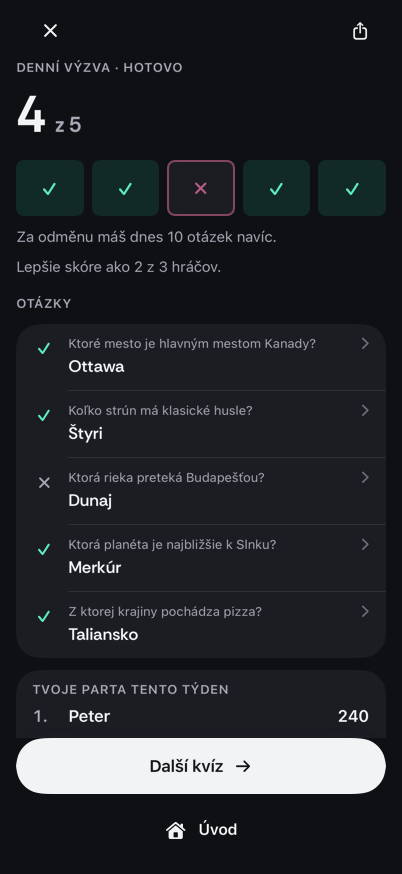 DENNÍ VÝZVA · HOTOVO
4 z 5
Za odměnu máš dnes 10 otázek navíc.
Lepšie skóre ako 2 z 3 hráčov.
OTÁZKY
Ktoré mesto je hlavným mestom Kanady?
Ottawa
Koľko strún má klasické husle?
Štyri
Ktorá rieka preteká Budapešťou?
Dunaj
Ktorá planéta je najbližšie k Slnku?
Merkúr
Z ktorej krajiny pochádza pizza?
Taliansko
TVOJE PARTA TENTO TÝDEN
1. Peter 240
Další kvíz
Úvod